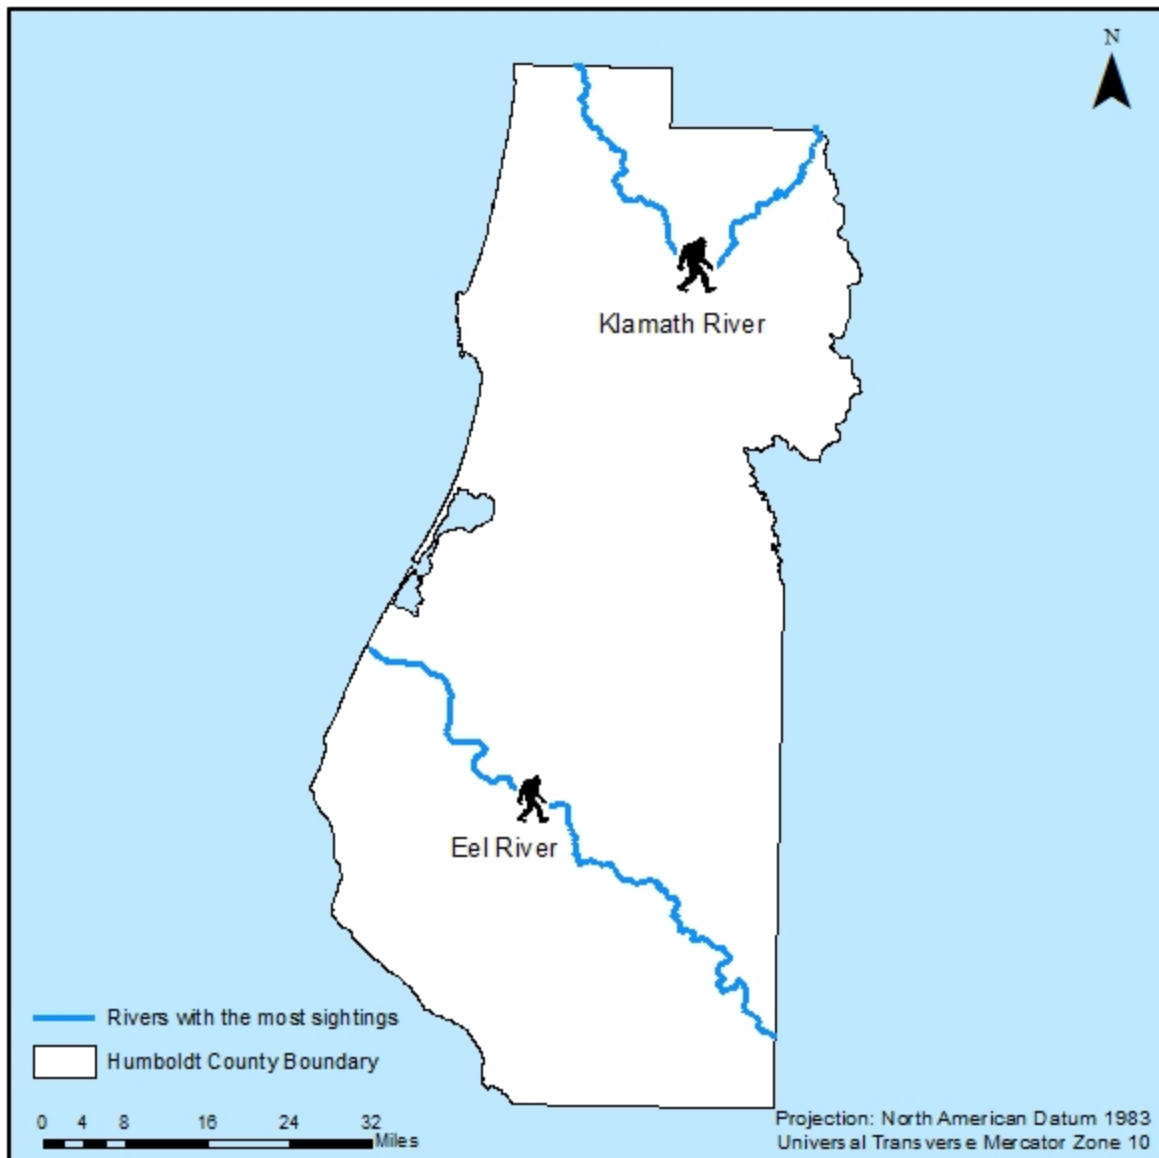 N
Klamath River
Eel River
Rivers with the most sightings
Humboldt County Boundary
0 4 8 16 24 32
Miles
Projection: North American Datum 1983
Universal Transverse Mercator Zone 10